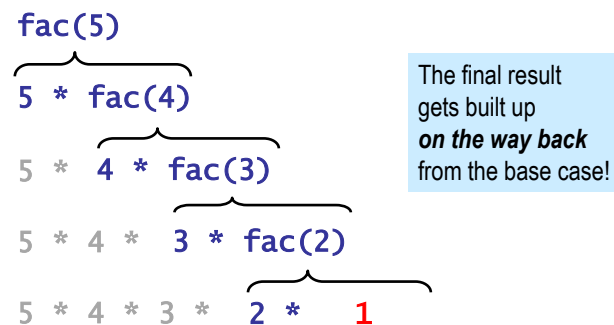 fac(5)
5 * fac(4)
5 * 4 * fac(3)
5 * 4 * 3 * fac(2)
5 * 4 * 3 * 2 * 1
The final result
gets built up
on the way back
from the base case!